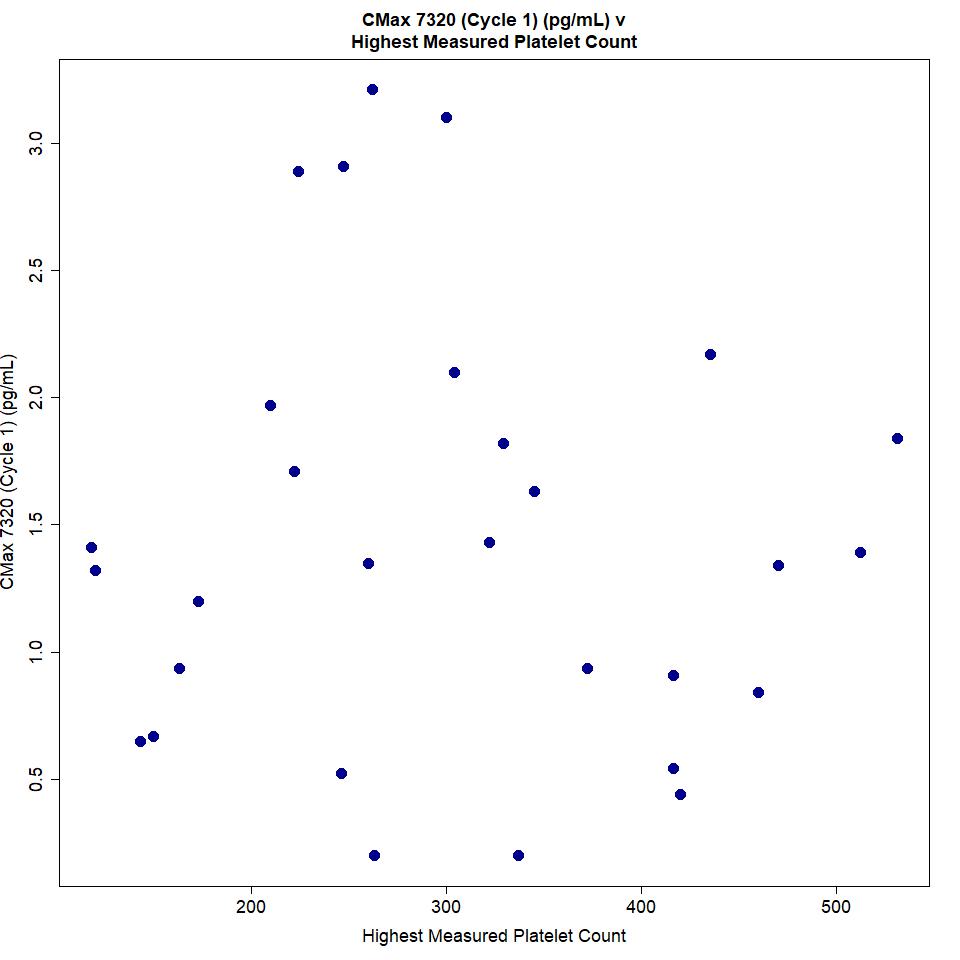 CMax 7320 (Cycle 1) (pg/mL) v
Highest Measured Platelet Count
CMax 7320 (Cycle 1) (pg/mL)
3.0
2.5
2.0
1.5
1.0
0.5
200
300
400
500
Highest Measured Platelet Count